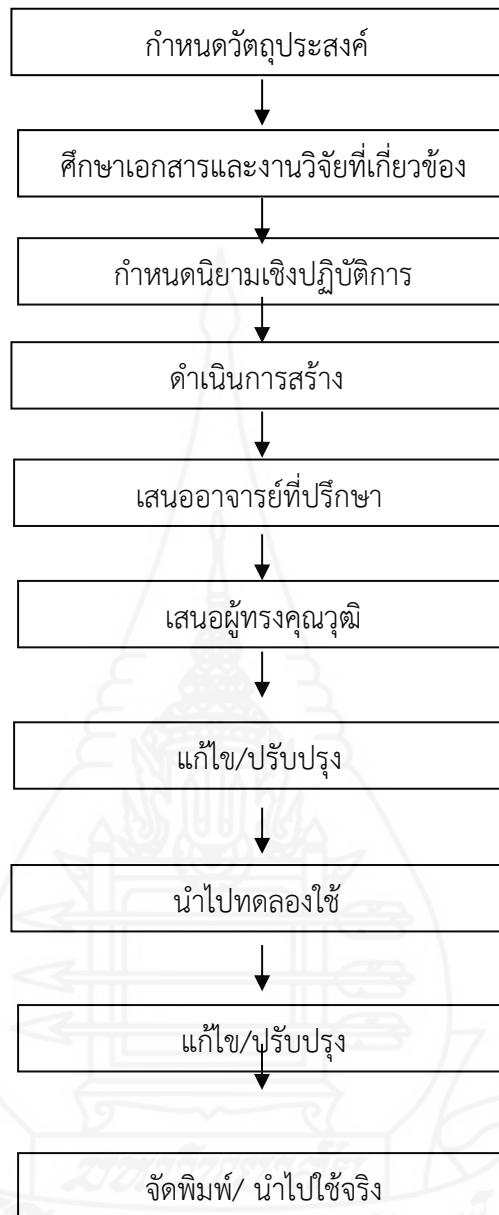 กำหนดวัตถุประสงค์
ศึกษาเอกสารและงานวิจัยที่เกี่ยวข้อง
กำหนดนิยามเชิงปฏิบัติการ
ดำเนินการสร้าง
เสนออาจารย์ที่ปรึกษา
เสนอผู้ทรงคุณวุฒิ
แก้ไข/ปรับปรุง
นำไปทดลองใช้
แก้ไข/ปรับปรุง
จัดพิมพ์/ นำไปใช้จริง